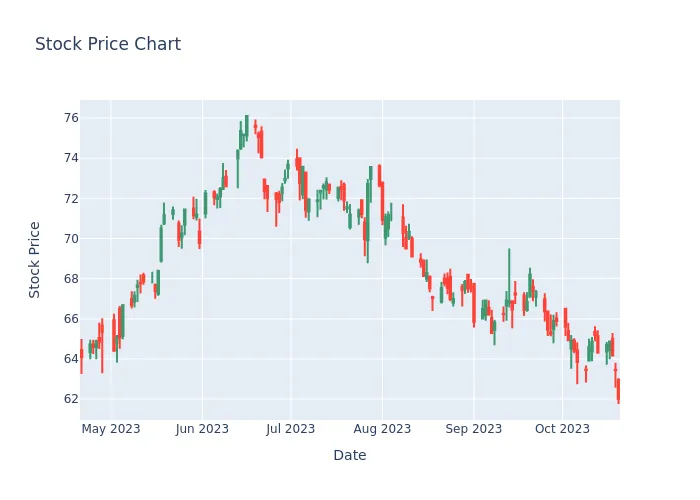 Stock Price Chart
76
74
72
70
68
66
64
62
Stock Price
May 2023
Jun 2023
Jul 2023
Aug 2023
Sep 2023
Oct 2023
Date